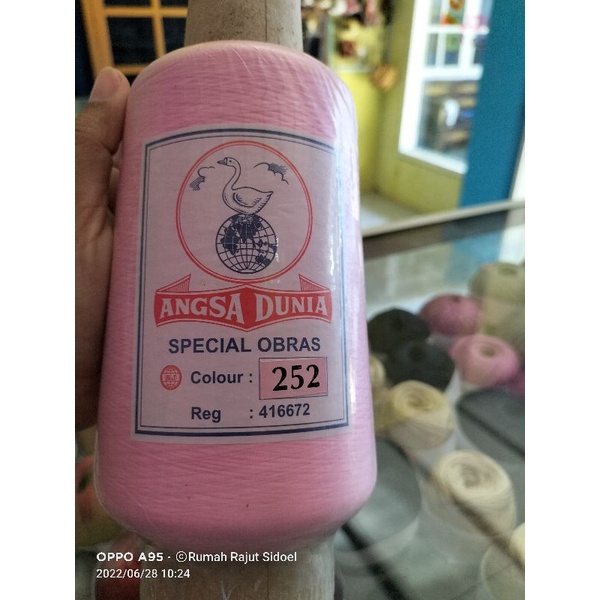 ANGSA DUNIA
SPECIAL OBRAS
Colour : 252
Reg : 416672
OPPO A95 · ©Rumah Rajut Sidoel
2022/06/28 10:24